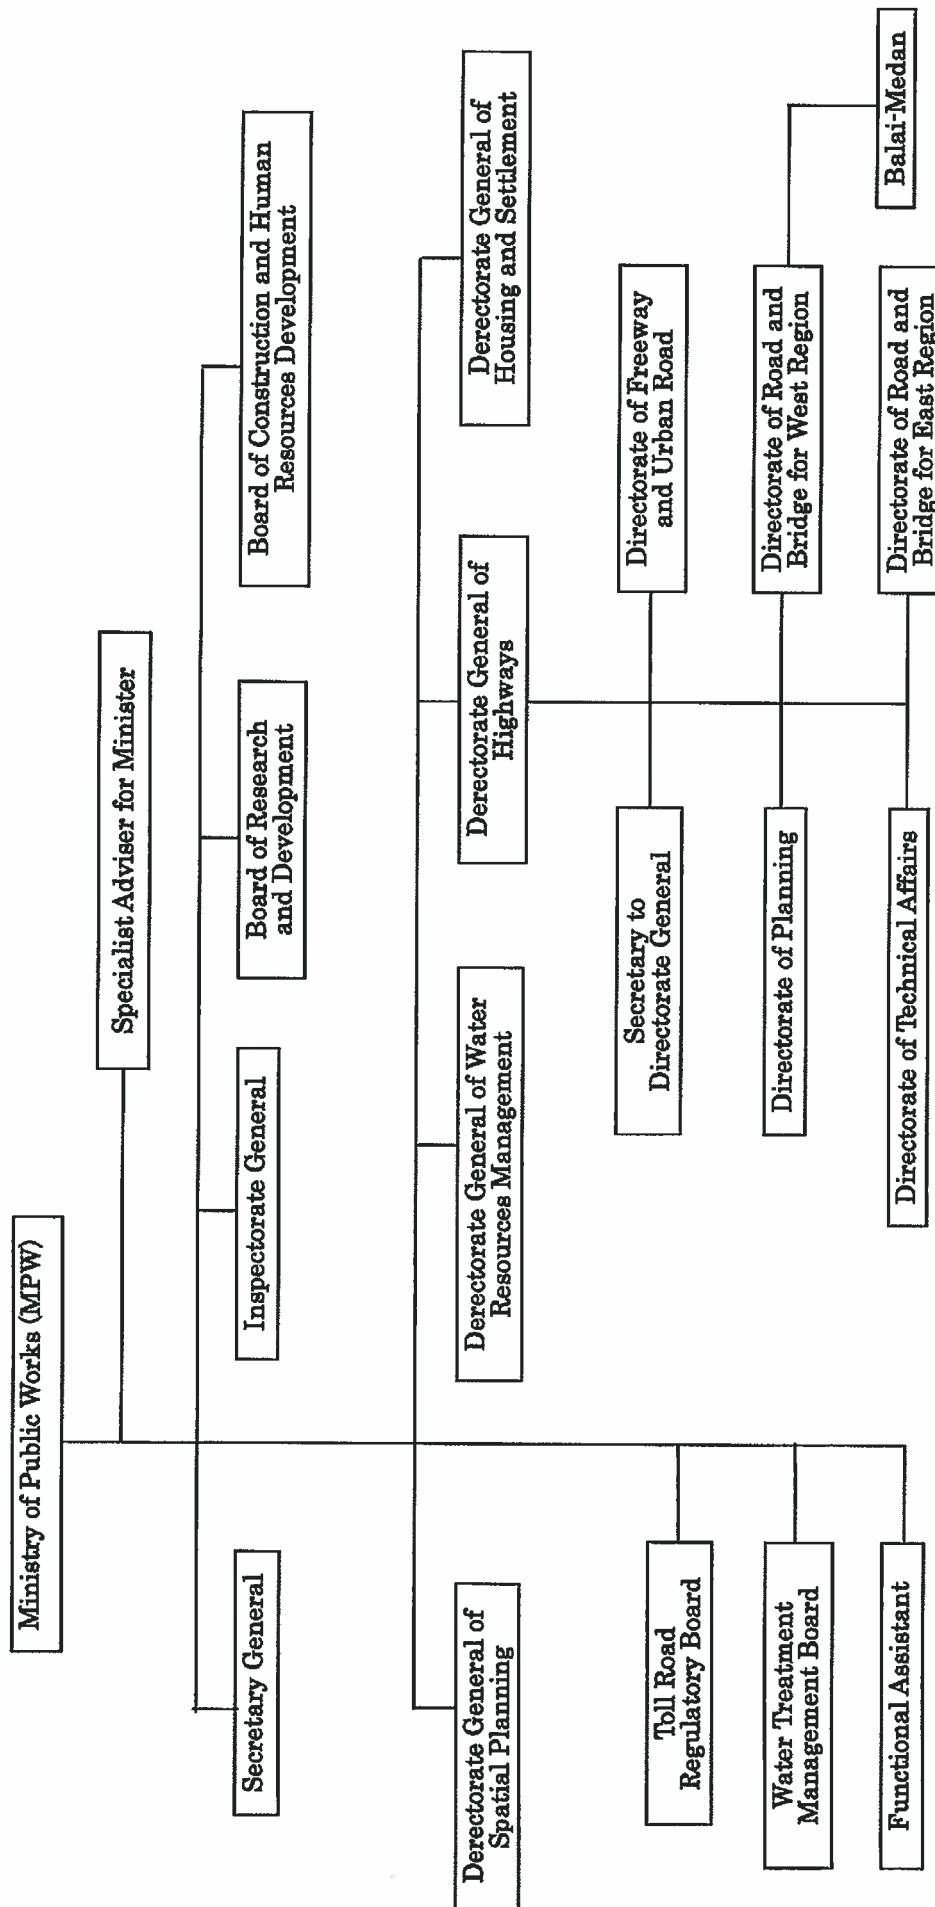 Ministry of Public Works (MPW)
Specialist Adviser for Minister
Secretary General
Inspectorate General
Board of Research
and Development
Board of Construction and Human
Resources Development
Derectorate General of
Spatial Planning
Derectorate General of Water
Resources Management
Derectorate General of
Highways
Derectorate General of
Housing and Settlement
Toll Road
Regulatory Board
Secretary to
Directorate General
Directorate of Freeway
and Urban Road
Water Treatment
Management Board
Directorate of Planning
Directorate of Road and
Bridge for West Region
Functional Assistant
Directorate of Technical Affairs
Directorate of Road and
Bridge for East Region
Balai-Medan